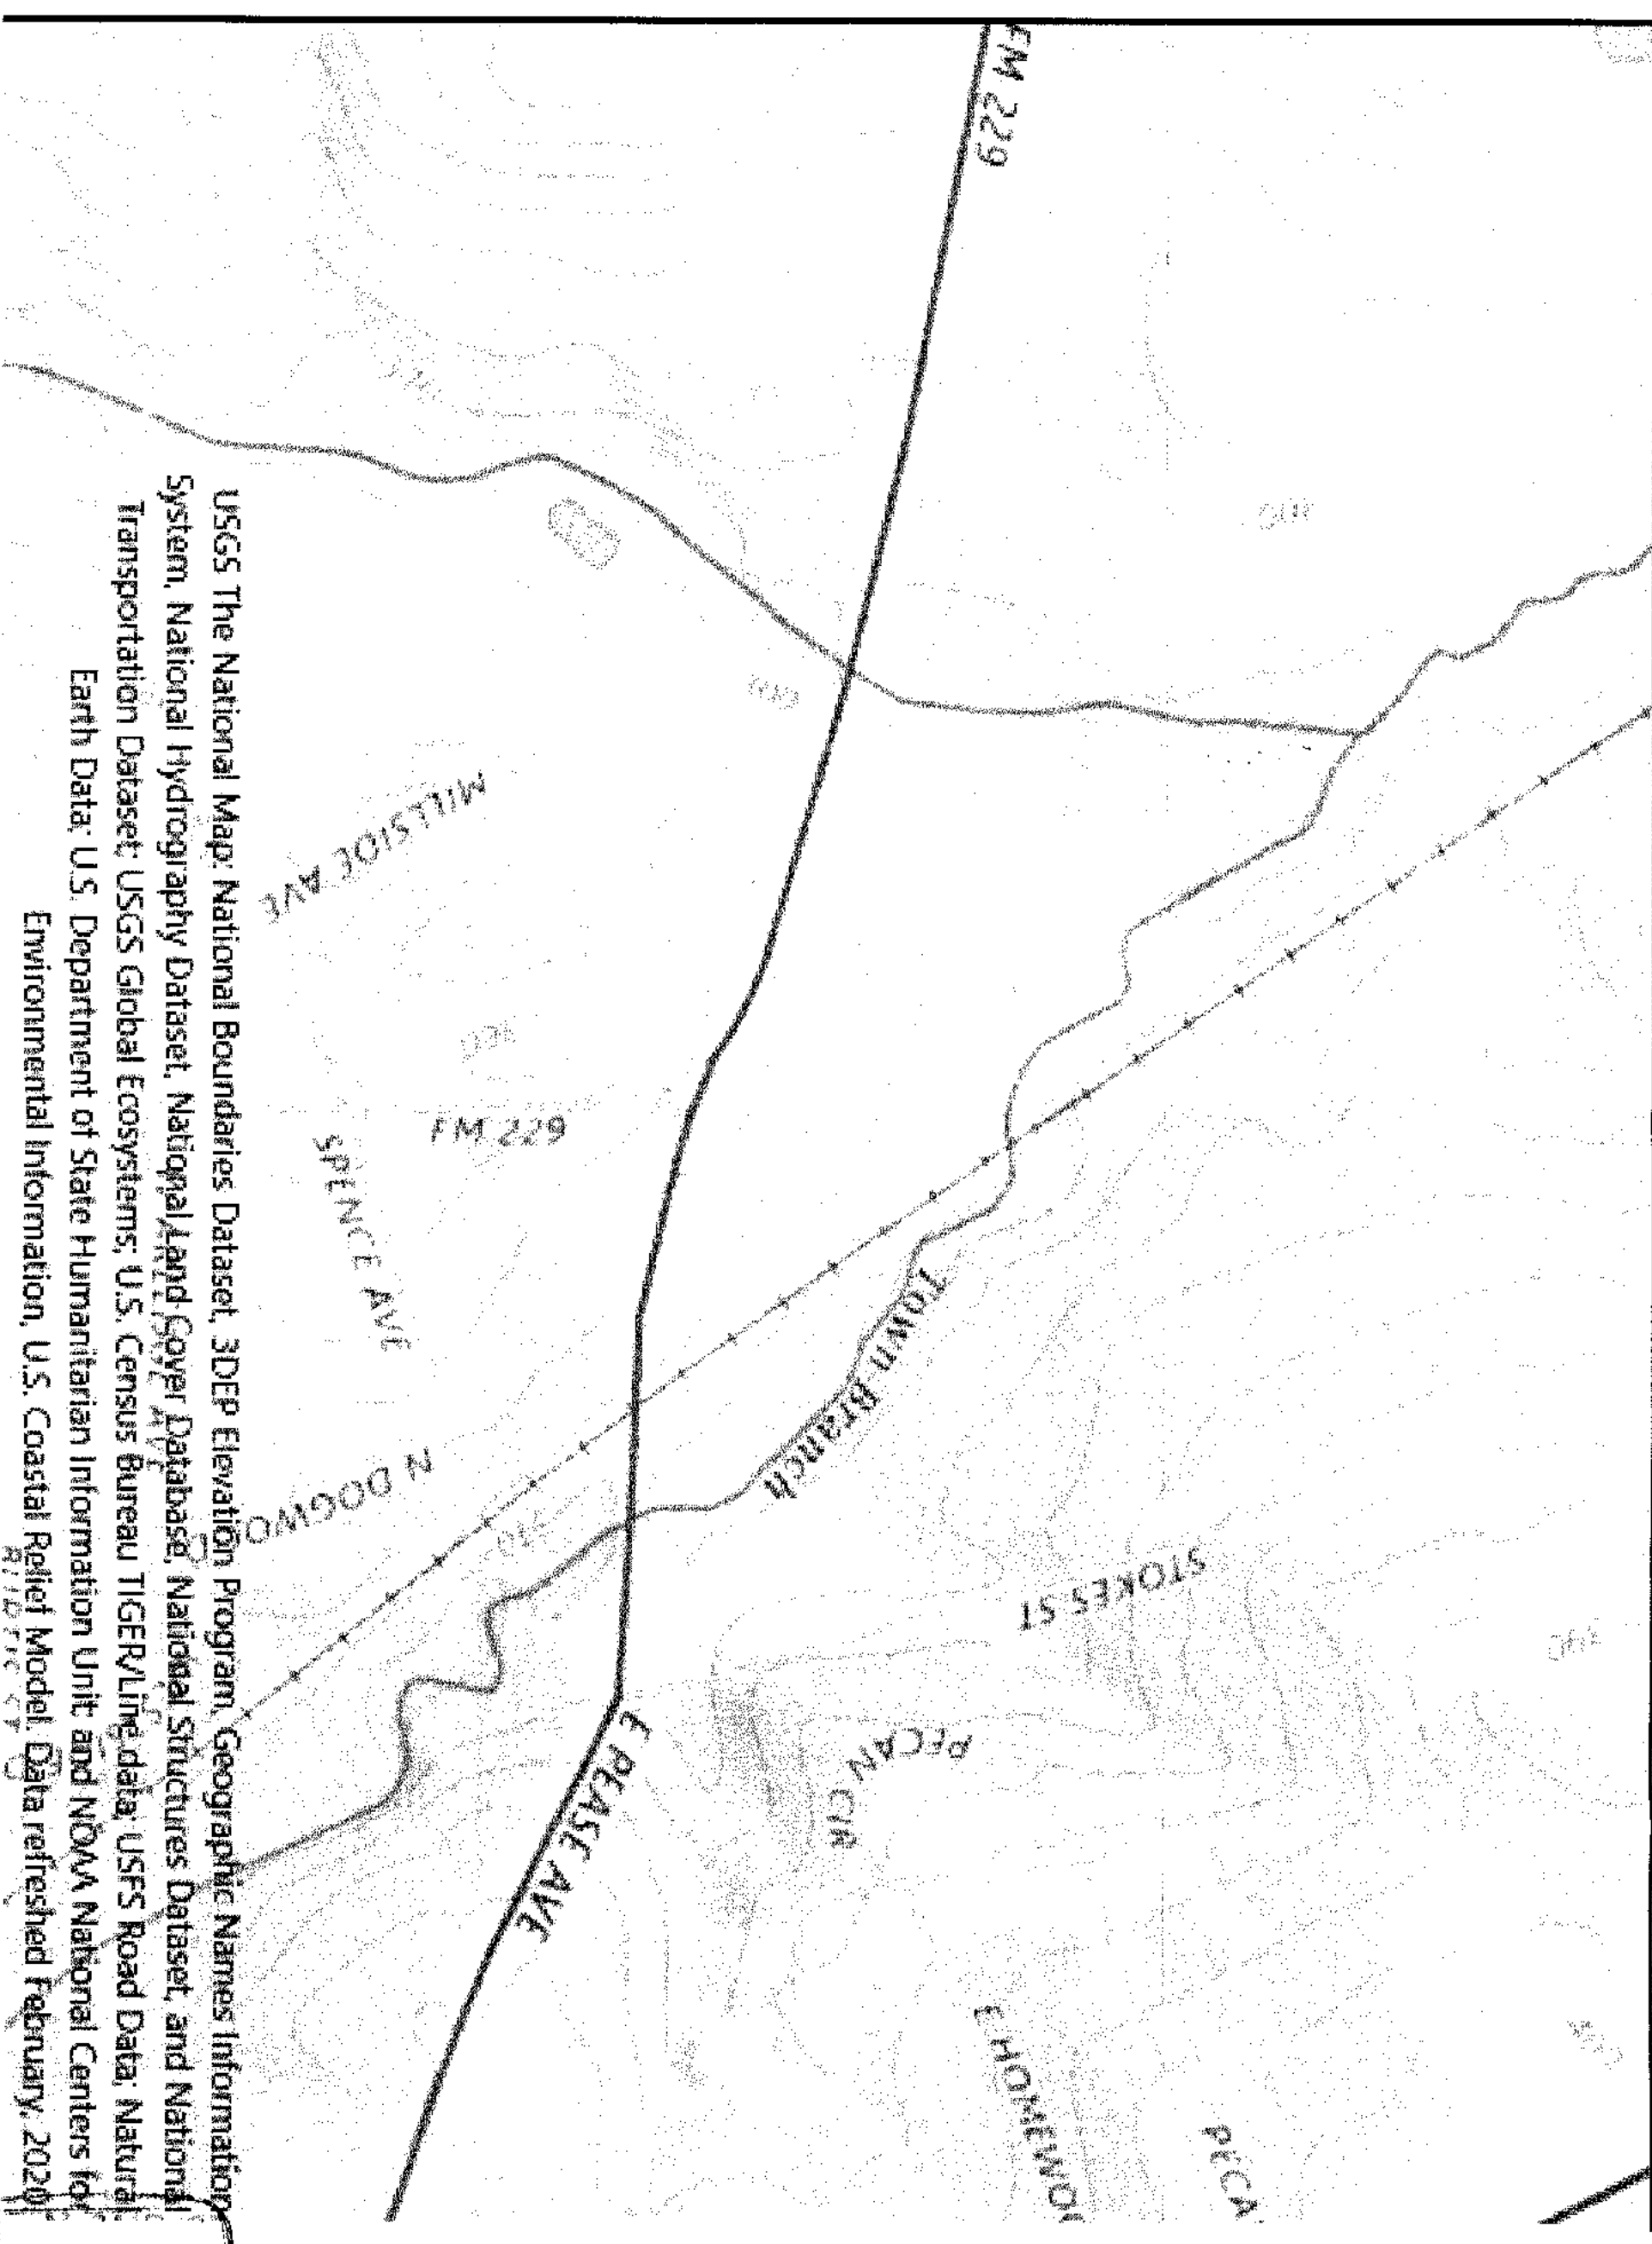 FM 229
MILLSIDE AVE
FM 229
SPENCE AVE
Town Branch
N DOGWO
STOKES ST
PECAN CIR
E PEASE AVE
E HOMEWO
PECA
USGS The National Map: National Boundaries Dataset, 3DEP Elevation Program, Geographic Names Information
System, National Hydrography Dataset, National Land Cover Database, National Structures Dataset, and National
Transportation Dataset; USGS Global Ecosystems; U.S. Census Bureau TIGER/Line data; USFS Road Data; Natural
Earth Data; U.S. Department of State Humanitarian Information Unit; and NOAA National Centers for
Environmental Information, U.S. Coastal Relief Model. Data refreshed February, 2020